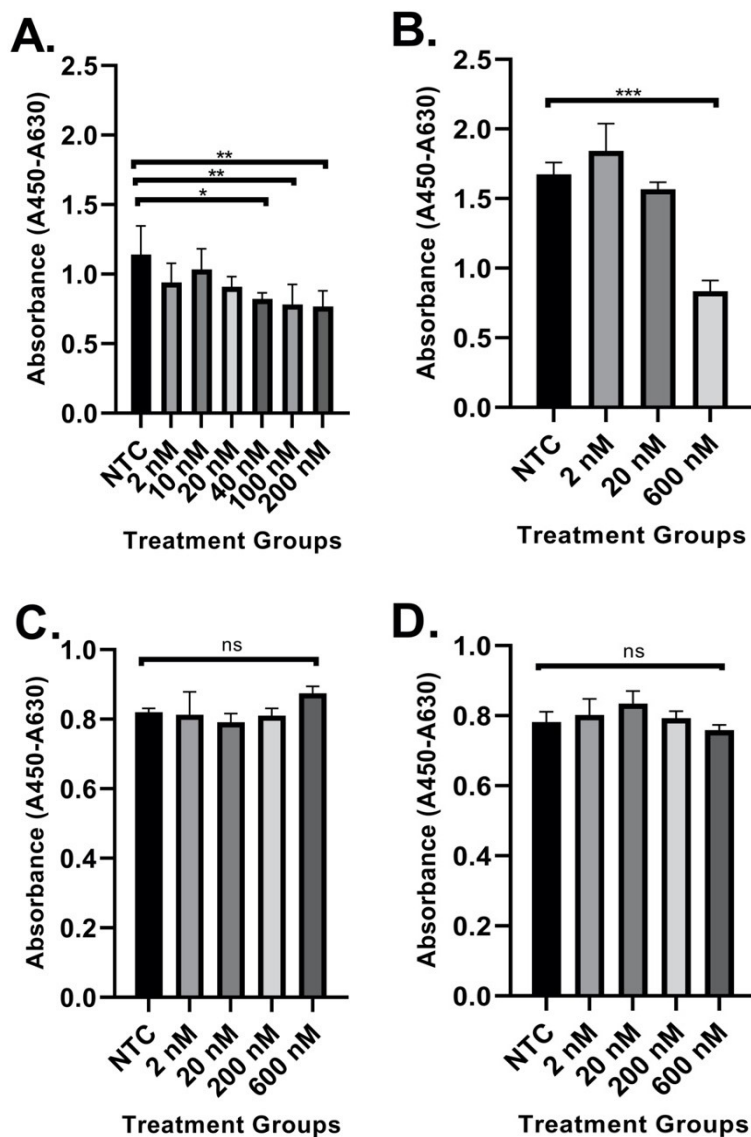 A.
Absorbance (A450-A630)
2.5
2.0
1.5
1.0
0.5
0.0
**
**
*
NTC
2 nM
10 nM
20 nM
40 nM
100 nM
200 nM
Treatment Groups
B.
Absorbance (A450-A630)
2.5
2.0
1.5
1.0
0.5
0.0
***
NTC
2 nM
20 nM
600 nM
Treatment Groups
C.
Absorbance (A450-A630)
1.0
0.8
0.6
0.4
0.2
0.0
ns
NTC
2 nM
20 nM
200 nM
600 nM
Treatment Groups
D.
Absorbance (A450-A630)
1.0
0.8
0.6
0.4
0.2
0.0
ns
NTC
2 nM
20 nM
200 nM
600 nM
Treatment Groups